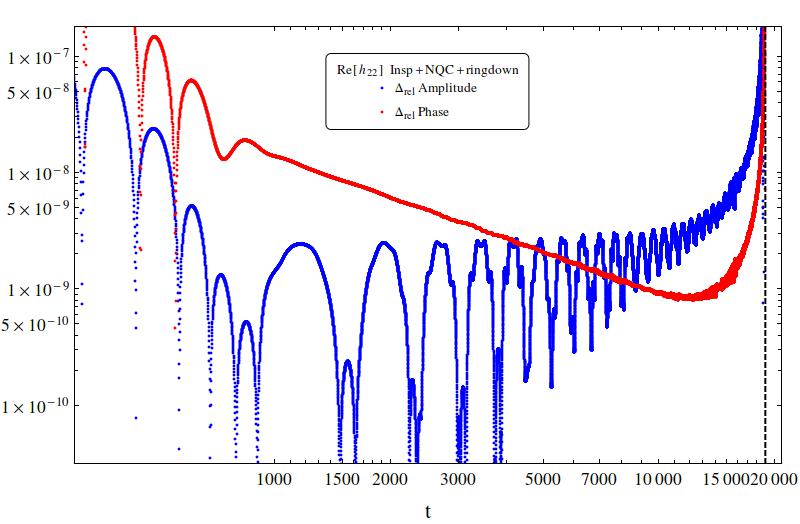 Re[h22] Insp+NQC+ringdown
Δrel Amplitude
Δrel Phase
1 × 10⁻⁷
5 × 10⁻⁸
1 × 10⁻⁸
5 × 10⁻⁹
1 × 10⁻⁹
5 × 10⁻¹⁰
1 × 10⁻¹⁰
1000 1500 2000 3000 5000 7000 10 000 15 000 20 000
t